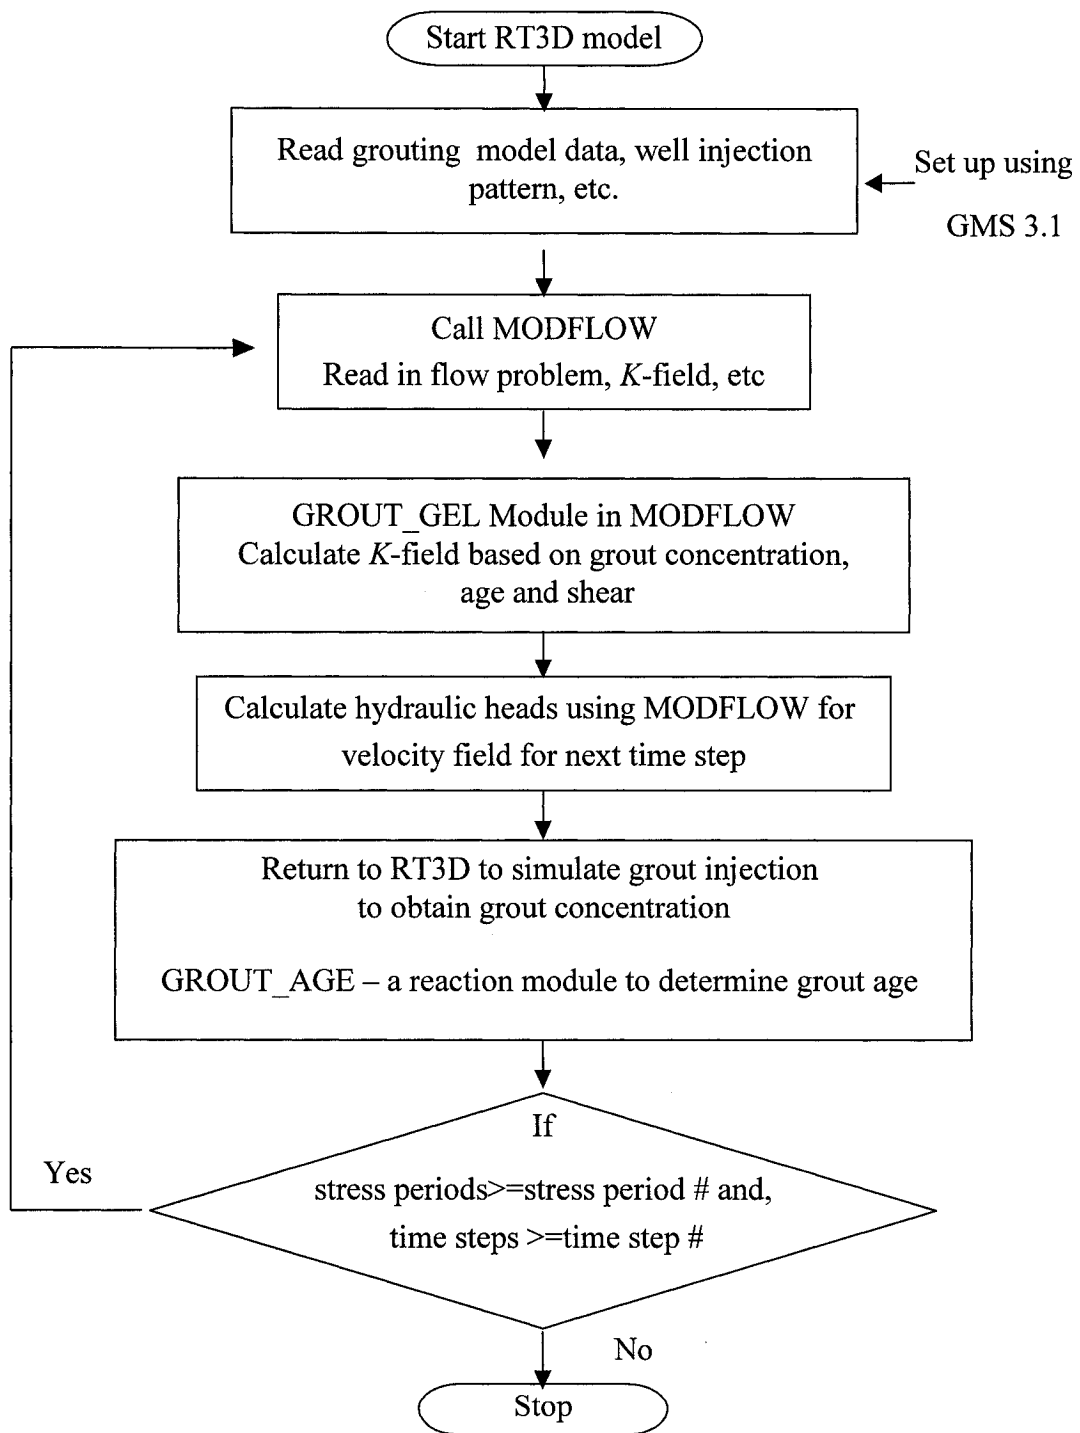 Start RT3D model
Read grouting model data, well injection
pattern, etc.
Set up using
GMS 3.1
Call MODFLOW
Read in flow problem, K-field, etc
GROUT_GEL Module in MODFLOW
Calculate K-field based on grout concentration,
age and shear
Calculate hydraulic heads using MODFLOW for
velocity field for next time step
Return to RT3D to simulate grout injection
to obtain grout concentration
GROUT_AGE – a reaction module to determine grout age
If
Yes
stress periods>=stress period # and,
time steps >=time step #
No
Stop